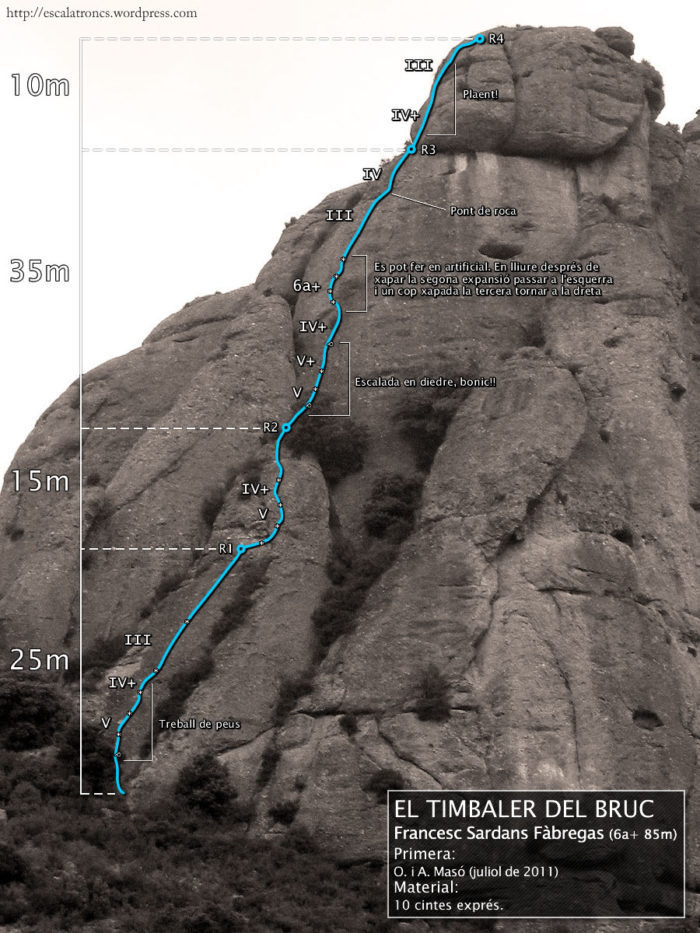 http://escalatroncs.wordpress.com
R4
III
10m
Plaent!
IV+
R3
IV
Pont de roca
III
35m
Es pot fer en artificial. En lliure després de
xapar la segona expansió passar a l'esquerra
i un cop xapada la tercera tornar a la dreta
6a+
IV+
V+
Escalada en diedre, bonic!!
V
R2
15m
IV+
V
R1
III
25m
IV+
V
Treball de peus
EL TIMBALER DEL BRUC
Francesc Sardans Fàbregas (6a+ 85m)
Primera:
O. i A. Masó (juliol de 2011)
Material:
10 cintes exprés.